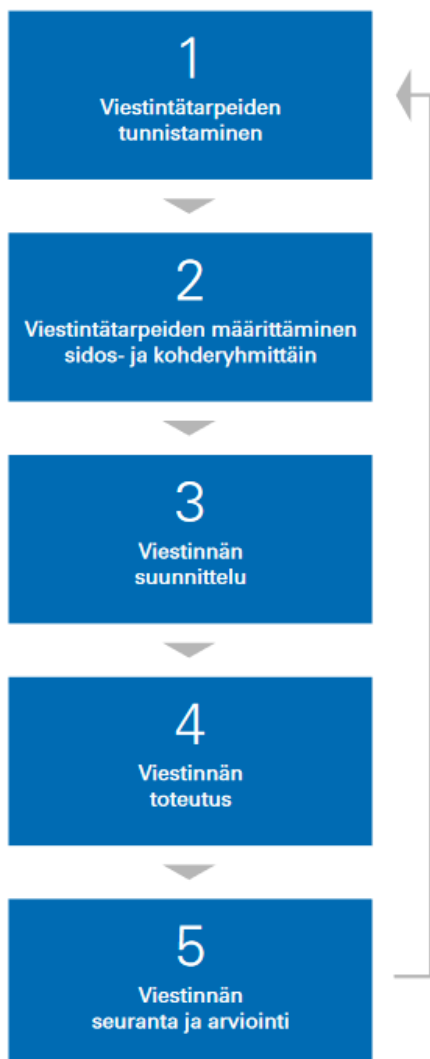 1
Viestintätarpeiden
tunnistaminen
2
Viestintätarpeiden määrittäminen
sidos- ja kohderyhmittäin
3
Viestinnän
suunnittelu
4
Viestinnän
toteutus
5
Viestinnän
seuranta ja arviointi